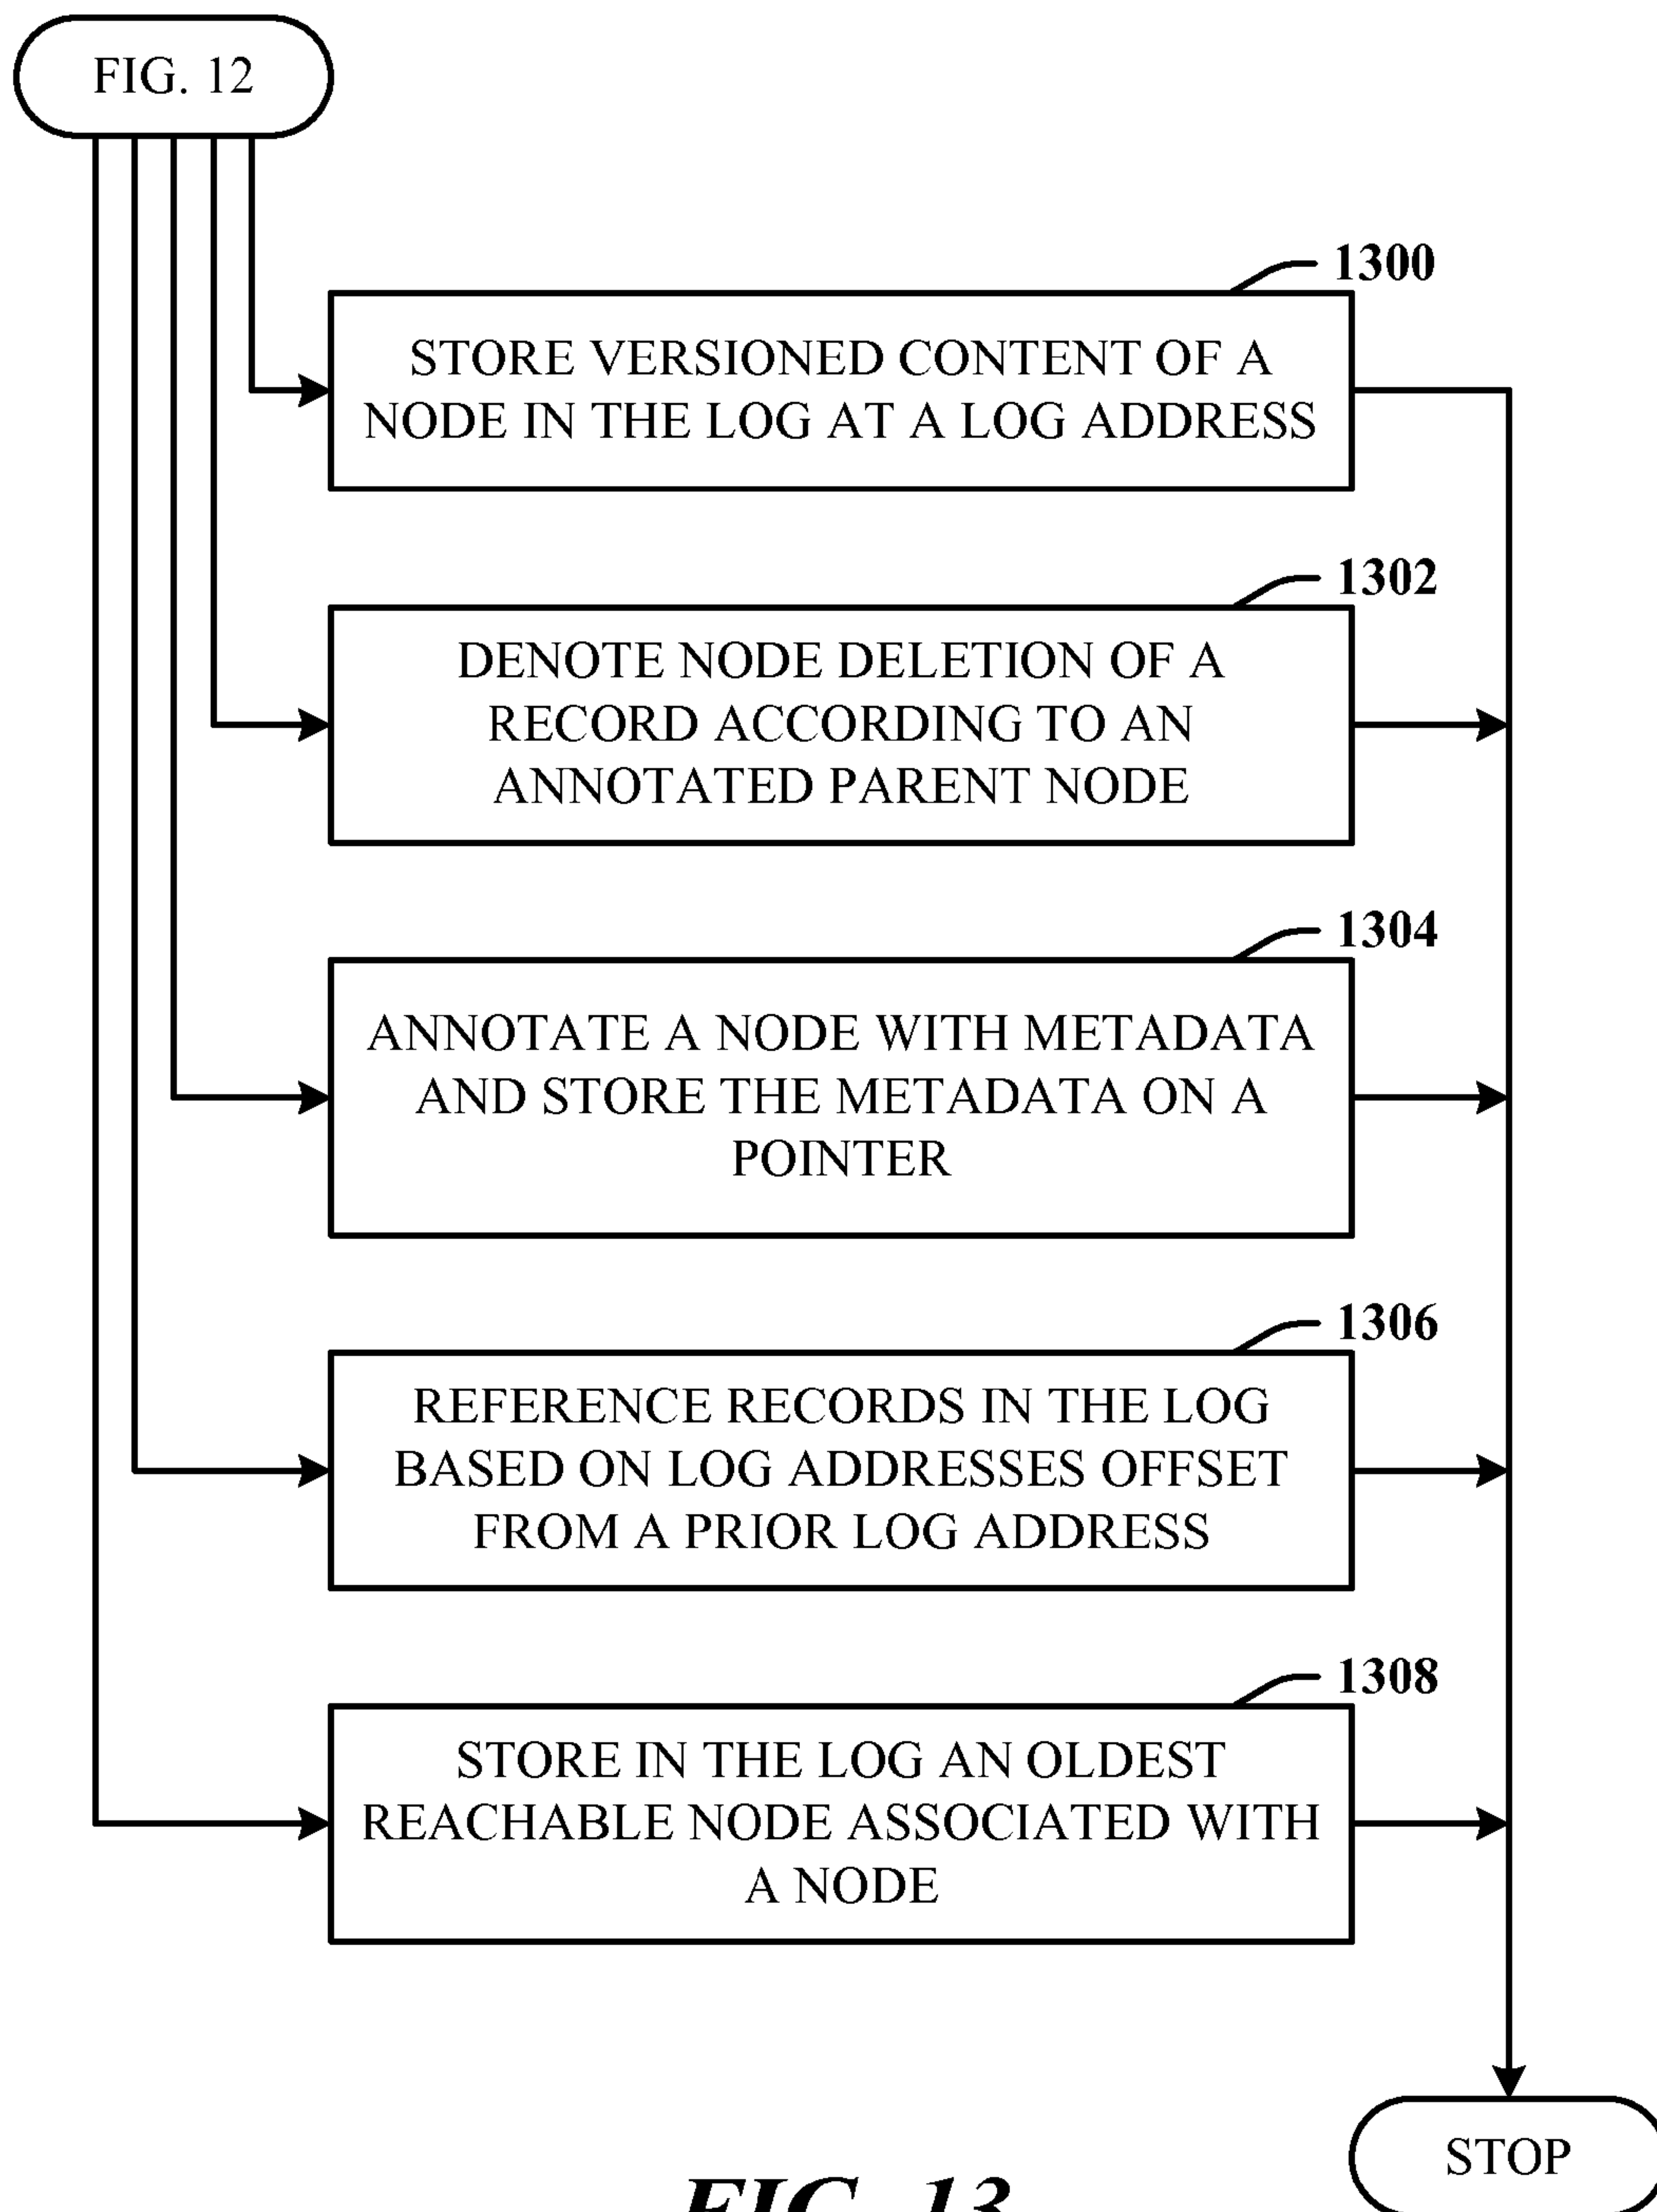 FIG. 12
1300
STORE VERSIONED CONTENT OF A
NODE IN THE LOG AT A LOG ADDRESS
1302
DENOTE NODE DELETION OF A
RECORD ACCORDING TO AN
ANNOTATED PARENT NODE
1304
ANNOTATE A NODE WITH METADATA
AND STORE THE METADATA ON A
POINTER
1306
REFERENCE RECORDS IN THE LOG
BASED ON LOG ADDRESSES OFFSET
FROM A PRIOR LOG ADDRESS
1308
STORE IN THE LOG AN OLDEST
REACHABLE NODE ASSOCIATED WITH
A NODE
STOP
FIG. 13